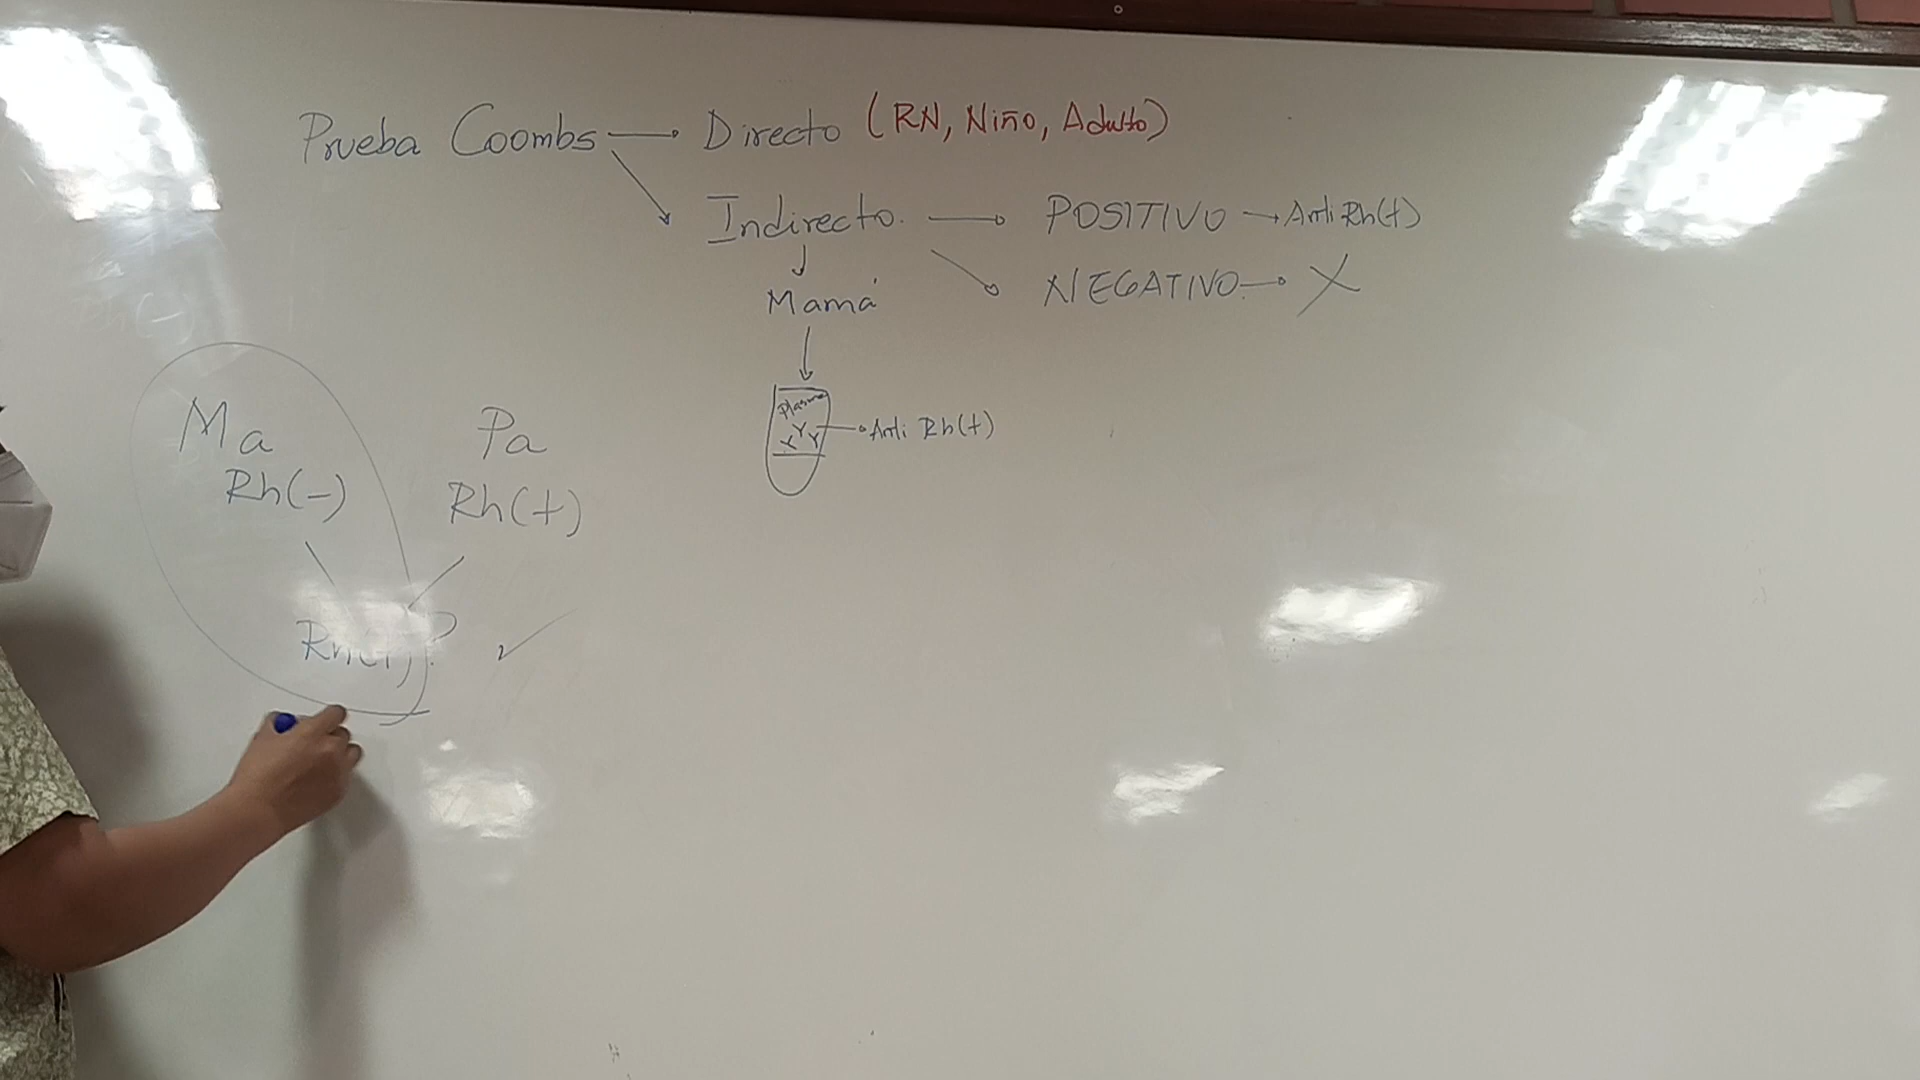 Prueba Coombs → Directo (RN, Niño, Adulto)
Indirecto. → POSITIVO → Anti Rh(+)
NEGATIVO → X
Mamá
Plasma
Y Y Y → Anti Rh(+)
Ma Pa
Rh(-) Rh(+)
?
✓